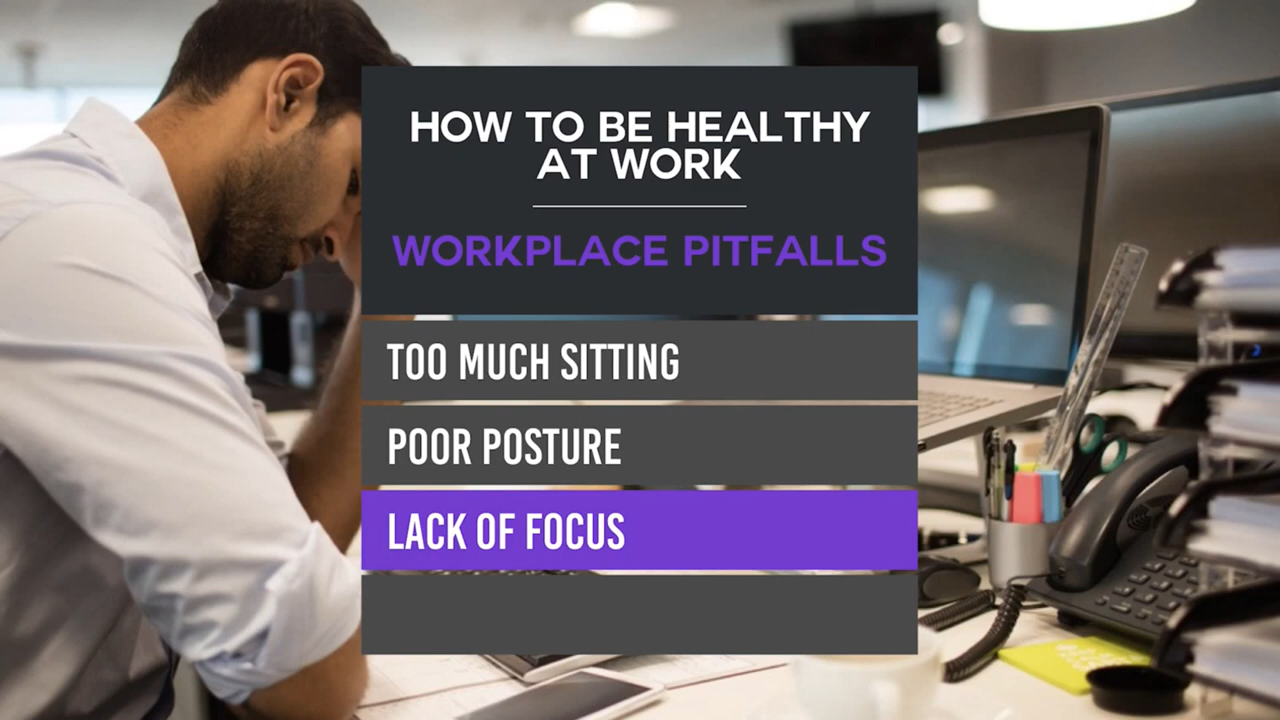 HOW TO BE HEALTHY
AT WORK
WORKPLACE PITFALLS
TOO MUCH SITTING
POOR POSTURE
LACK OF FOCUS